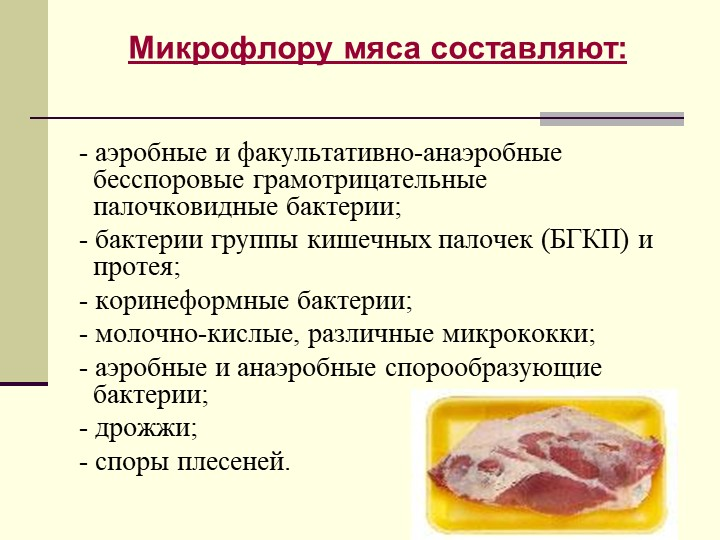 Микрофлору мяса составляют:
- аэробные и факультативно-анаэробные
бесспоровые грамотрицательные
палочковидные бактерии;
- бактерии группы кишечных палочек (БГКП) и
протея;
- коринеформные бактерии;
- молочно-кислые, различные микрококки;
- аэробные и анаэробные спорообразующие
бактерии;
- дрожжи;
- споры плесеней.